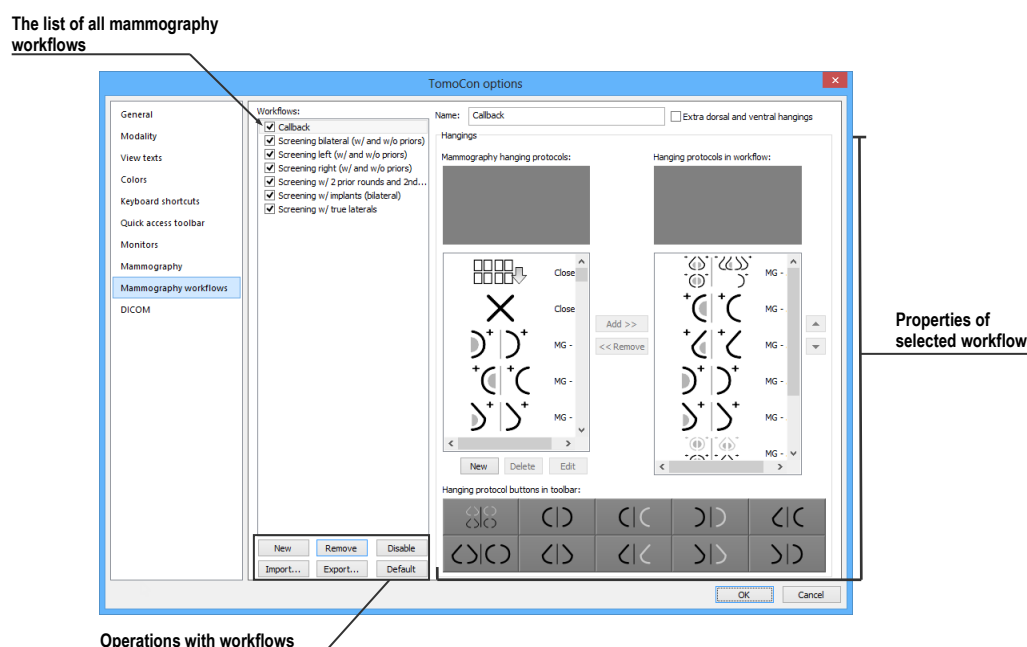 The list of all mammography
workflows
TomoCon options
General
Modality
View texts
Colors
Keyboard shortcuts
Quick access toolbar
Monitors
Mammography
Mammography workflows
DICOM
Workflows:
Callback
Screening bilateral (w/ and w/o priors)
Screening left (w/ and w/o priors)
Screening right (w/ and w/o priors)
Screening w/ 2 prior rounds and 2nd...
Screening w/ implants (bilateral)
Screening w/ true laterals
New Remove Disable
Import... Export... Default
Name: Callback Extra dorsal and ventral hangings
Hangings
Mammography hanging protocols:
Close
Close
MG -
MG -
MG -
New Delete Edit
Add >>
<< Remove
Hanging protocols in workflow:
MG -
MG -
MG -
MG -
MG -
MG -
Hanging protocol buttons in toolbar:
OK Cancel
Properties of
selected workflow
Operations with workflows